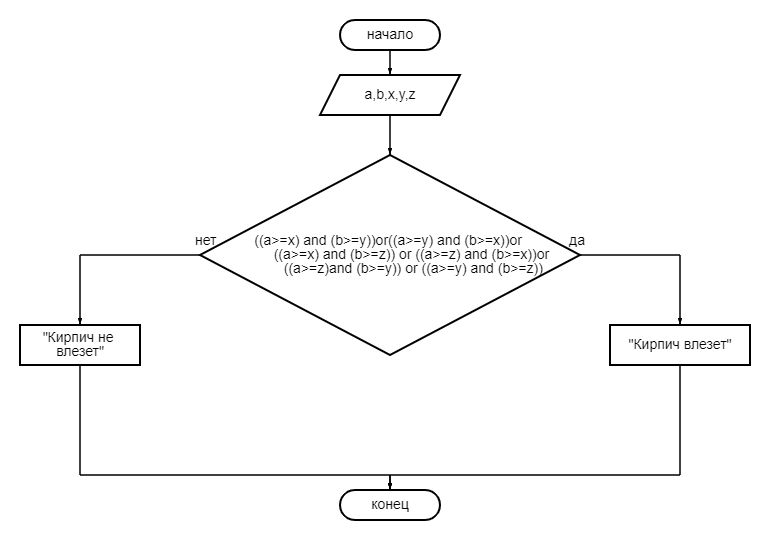 начало
a,b,x,y,z
нет
да
((a>=x) and (b>=y))or((a>=y) and (b>=x))or
((a>=x) and (b>=z)) or ((a>=z) and (b>=x))or
((a>=z)and (b>=y)) or ((a>=y) and (b>=z))
"Кирпич не
влезет"
"Кирпич влезет"
конец